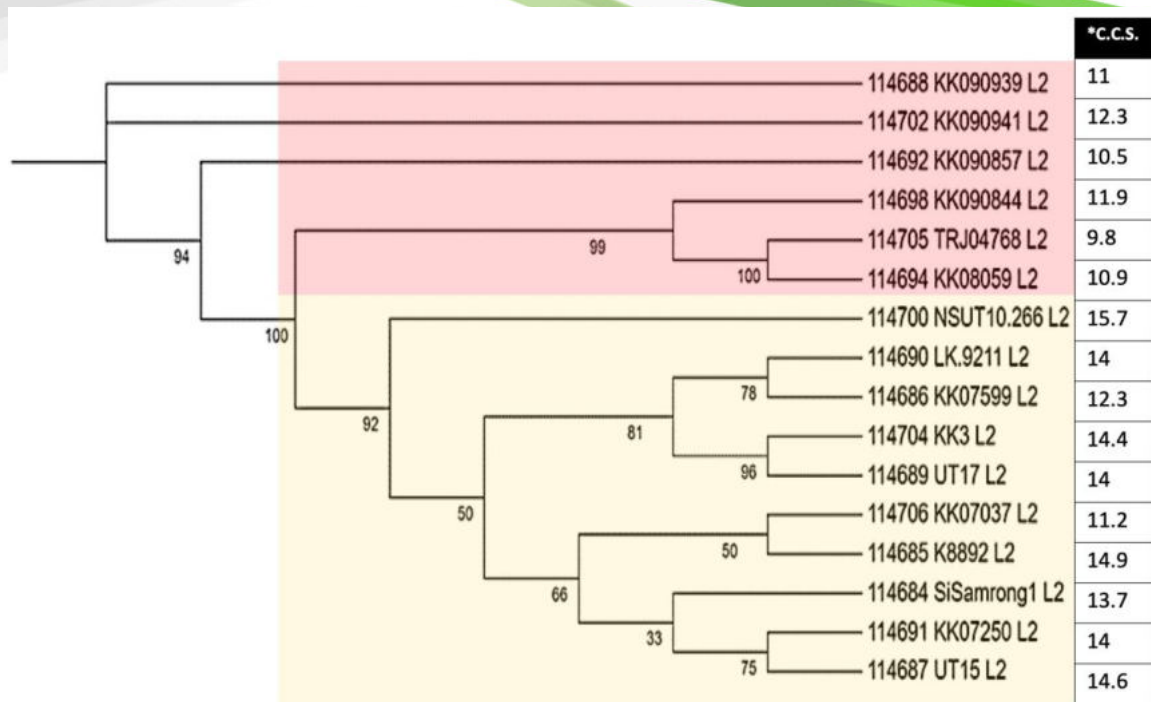 *C.C.S.
114688 KK090939 L2 11
114702 KK090941 L2 12.3
114692 KK090857 L2 10.5
114698 KK090844 L2 11.9
99
114705 TRJ04768 L2 9.8
94
100
114694 KK08059 L2 10.9
114700 NSUT10.266 L2 15.7
100
114690 LK.9211 L2 14
78
114686 KK07599 L2 12.3
92
81
114704 KK3 L2 14.4
96
114689 UT17 L2 14
50
114706 KK07037 L2 11.2
50
114685 K8892 L2 14.9
66
114684 SiSamrong1 L2 13.7
33
114691 KK07250 L2 14
75
114687 UT15 L2 14.6